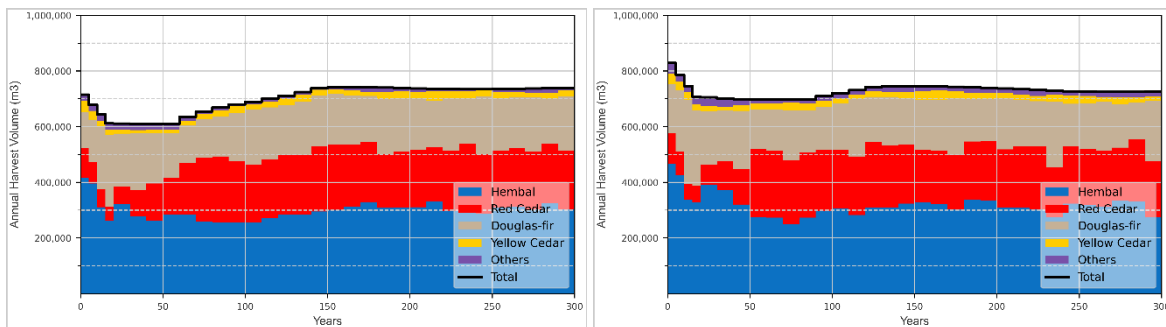 1,000,000
800,000
600,000
400,000
200,000
Annual Harvest Volume (m3)
0
50
100
150
200
250
300
Years
Hembal
Red Cedar
Douglas-fir
Yellow Cedar
Others
Total
1,000,000
800,000
600,000
400,000
200,000
Annual Harvest Volume (m3)
0
50
100
150
200
250
300
Years
Hembal
Red Cedar
Douglas-fir
Yellow Cedar
Others
Total